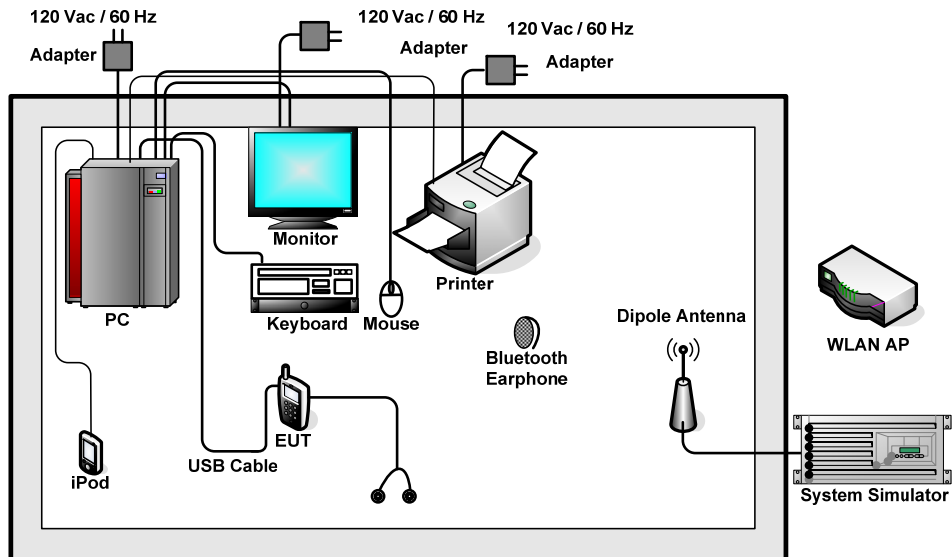 120 Vac / 60 Hz
Adapter
120 Vac / 60 Hz
Adapter
120 Vac / 60 Hz
Adapter
Monitor
Printer
PC
Keyboard
Mouse
Dipole Antenna
WLAN AP
Bluetooth
Earphone
EUT
USB Cable
iPod
System Simulator